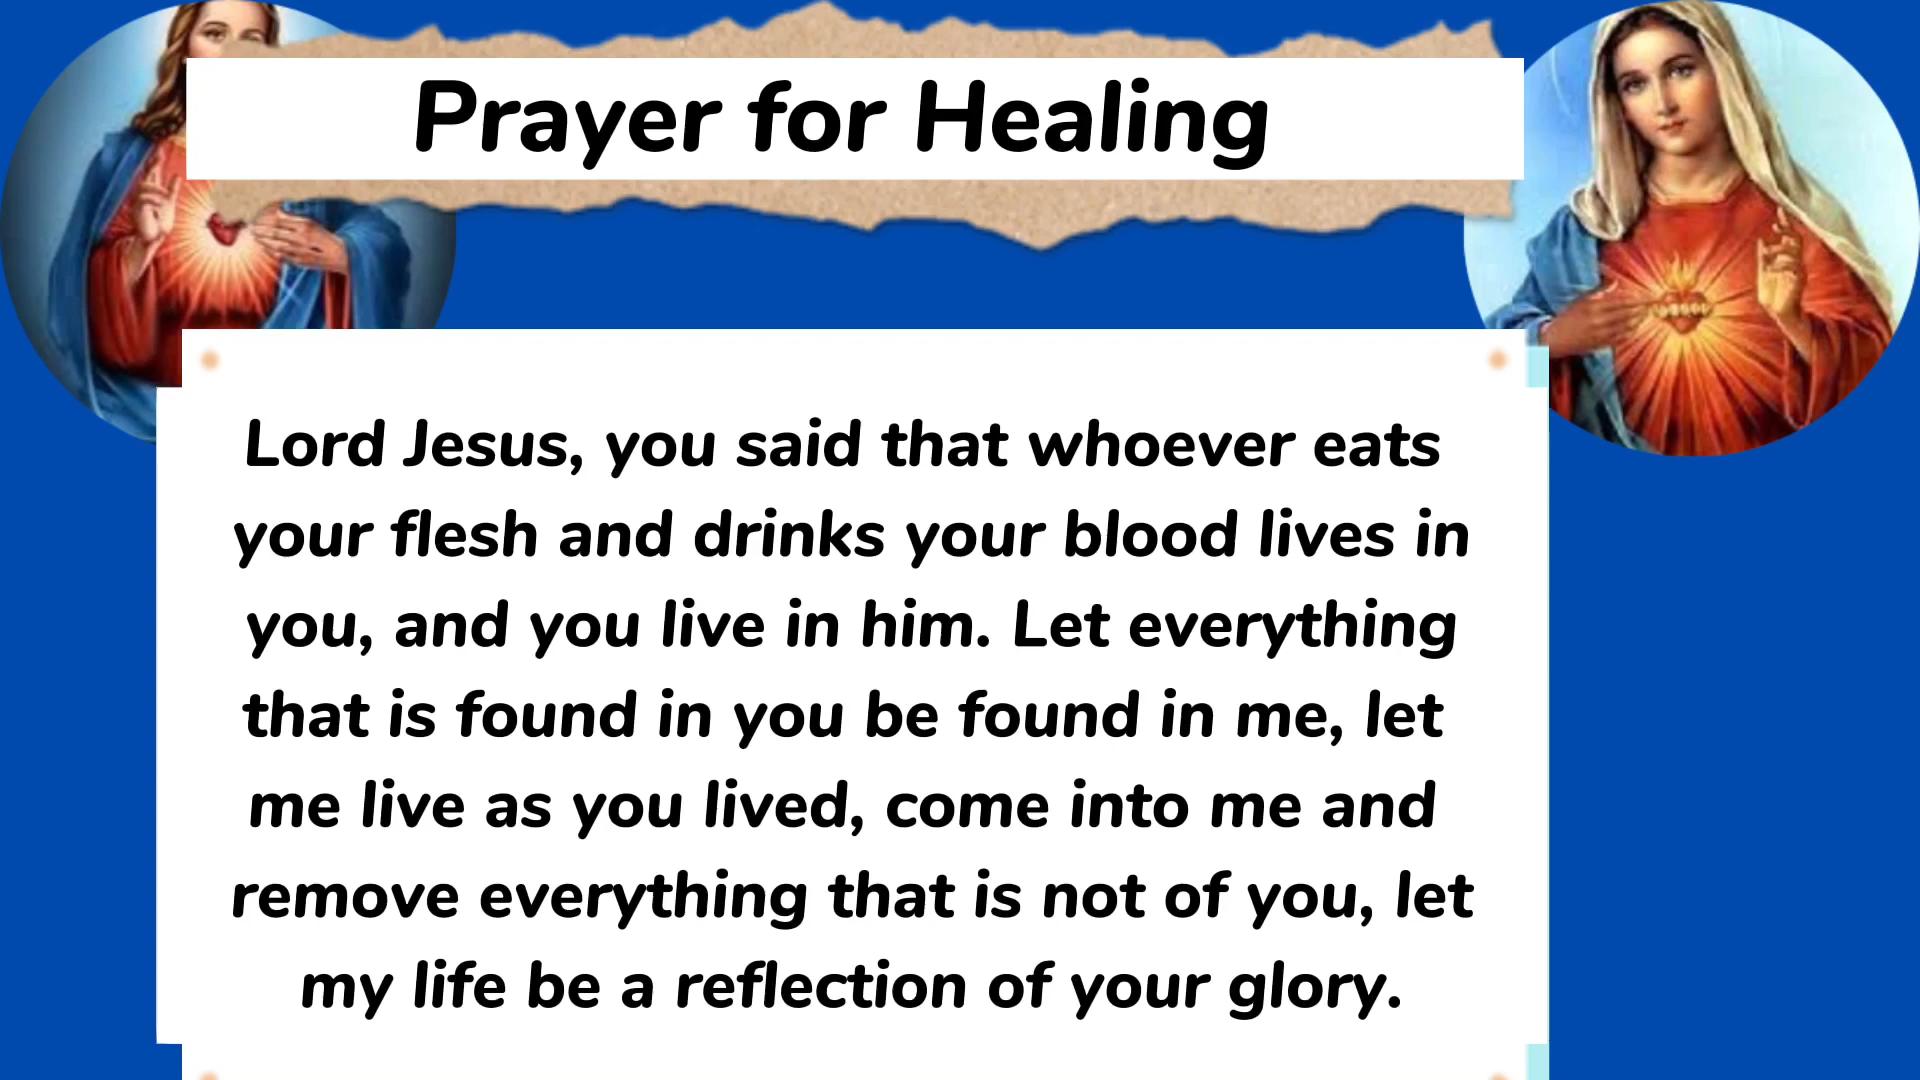 Prayer for Healing
Lord Jesus, you said that whoever eats
your flesh and drinks your blood lives in
you, and you live in him. Let everything
that is found in you be found in me, let
me live as you lived, come into me and
remove everything that is not of you, let
my life be a reflection of your glory.